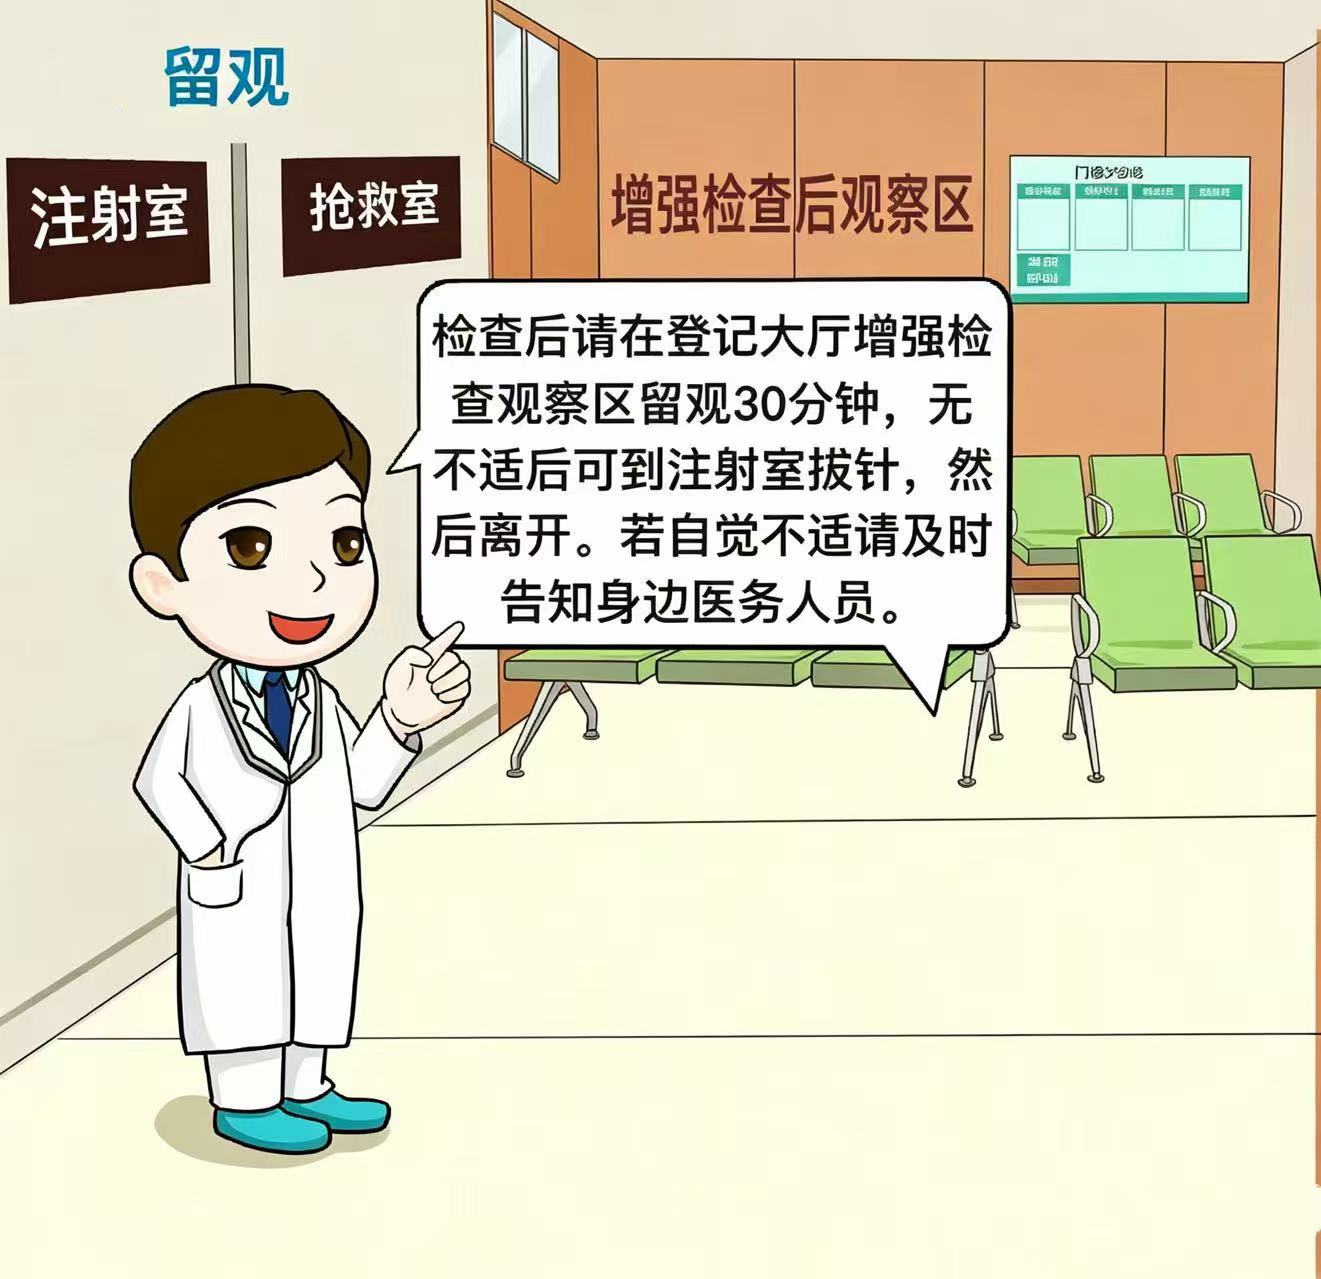 留观
注射室
抢救室
增强检查后观察区
检查后请在登记大厅增强检
查观察区留观30分钟，无
不适后可到注射室拔针，然
后离开。若自觉不适请及时
告知身边医务人员。